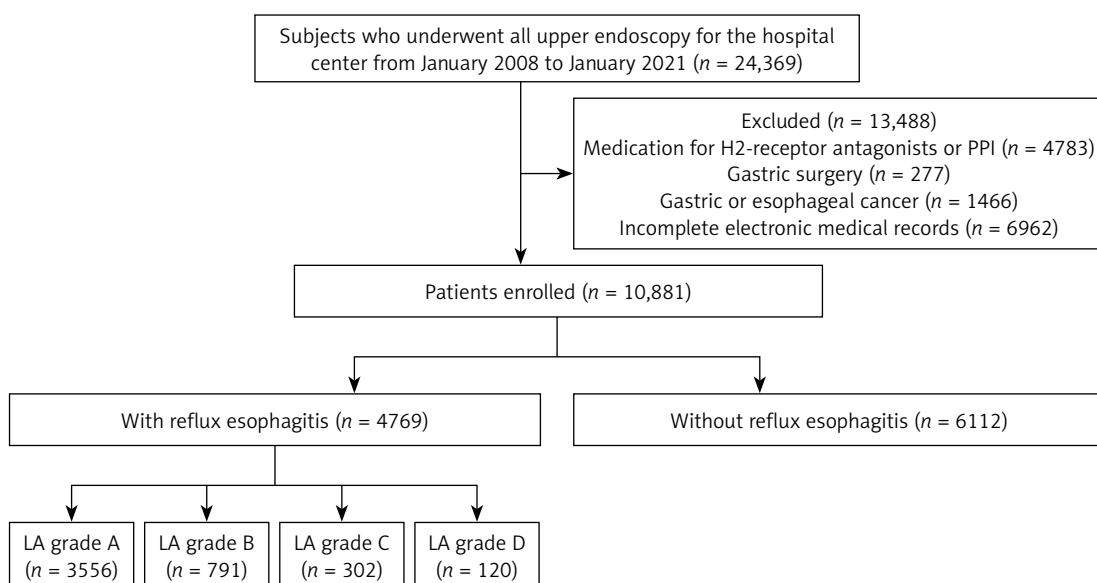 Subjects who underwent all upper endoscopy for the hospital
center from January 2008 to January 2021 (n = 24,369)
Excluded (n = 13,488)
Medication for H2-receptor antagonists or PPI (n = 4783)
Gastric surgery (n = 277)
Gastric or esophageal cancer (n = 1466)
Incomplete electronic medical records (n = 6962)
Patients enrolled (n = 10,881)
With reflux esophagitis (n = 4769)
Without reflux esophagitis (n = 6112)
LA grade A
(n = 3556)
LA grade B
(n = 791)
LA grade C
(n = 302)
LA grade D
(n = 120)